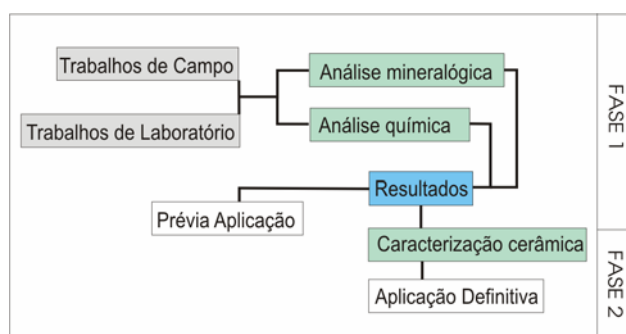 Trabalhos de Campo
Trabalhos de Laboratório
Análise mineralógica
Análise química
Resultados
Prévia Aplicação
Caracterização cerâmica
Aplicação Definitiva
FASE 1
FASE 2